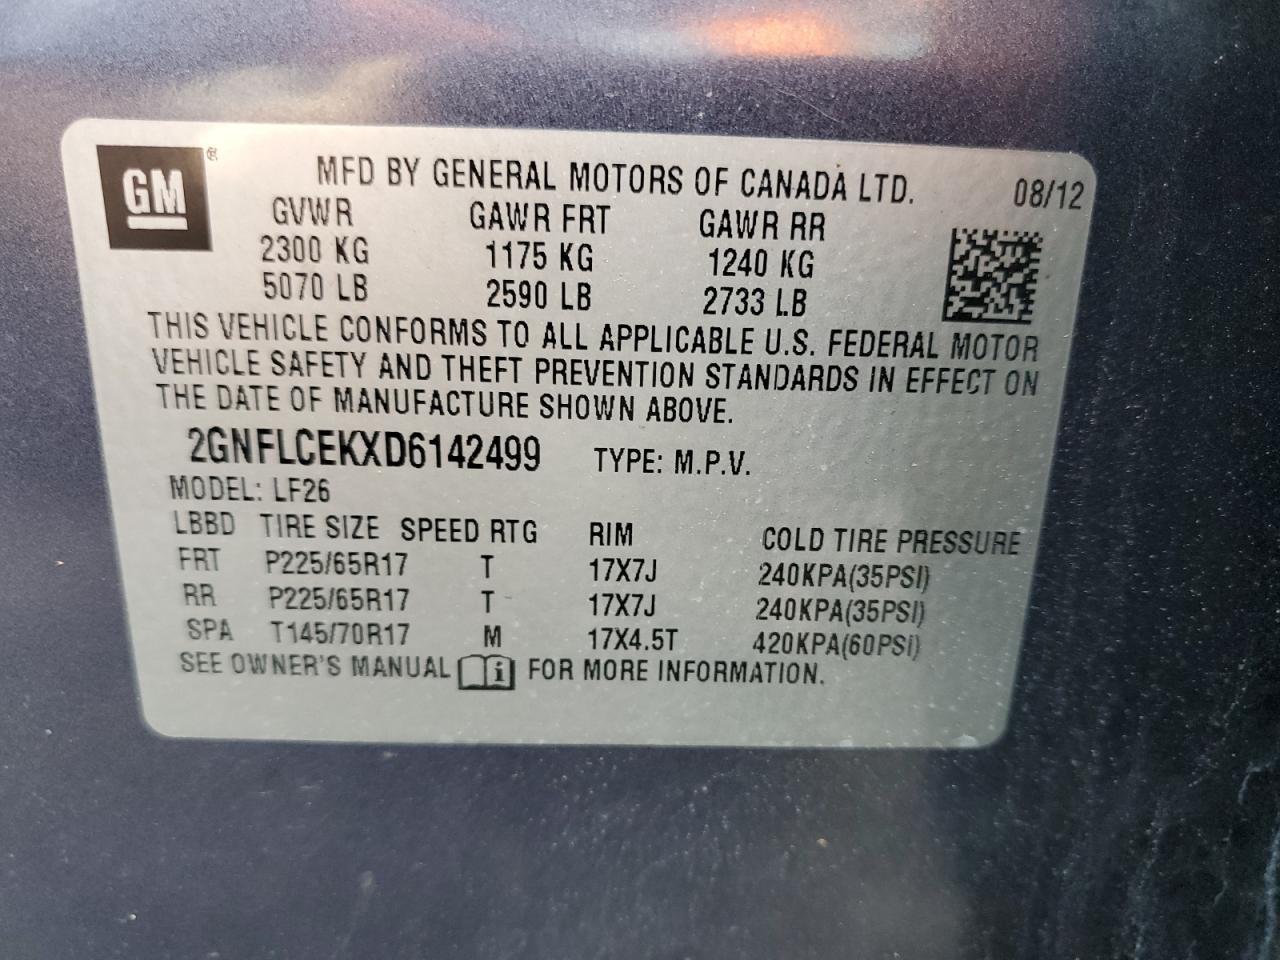 GM®
MFD BY GENERAL MOTORS OF CANADA LTD. 08/12
GVWR GAWR FRT GAWR RR
2300 KG 1175 KG 1240 KG
5070 LB 2590 LB 2733 LB
THIS VEHICLE CONFORMS TO ALL APPLICABLE U.S. FEDERAL MOTOR
VEHICLE SAFETY AND THEFT PREVENTION STANDARDS IN EFFECT ON
THE DATE OF MANUFACTURE SHOWN ABOVE.
2GNFLCEKXD6142499 TYPE: M.P.V.
MODEL: LF26
LBBD TIRE SIZE SPEED RTG RIM COLD TIRE PRESSURE
FRT P225/65R17 T 17X7J 240KPA(35PSI)
RR P225/65R17 T 17X7J 240KPA(35PSI)
SPA T145/70R17 M 17X4.5T 420KPA(60PSI)
SEE OWNER'S MANUAL i FOR MORE INFORMATION.